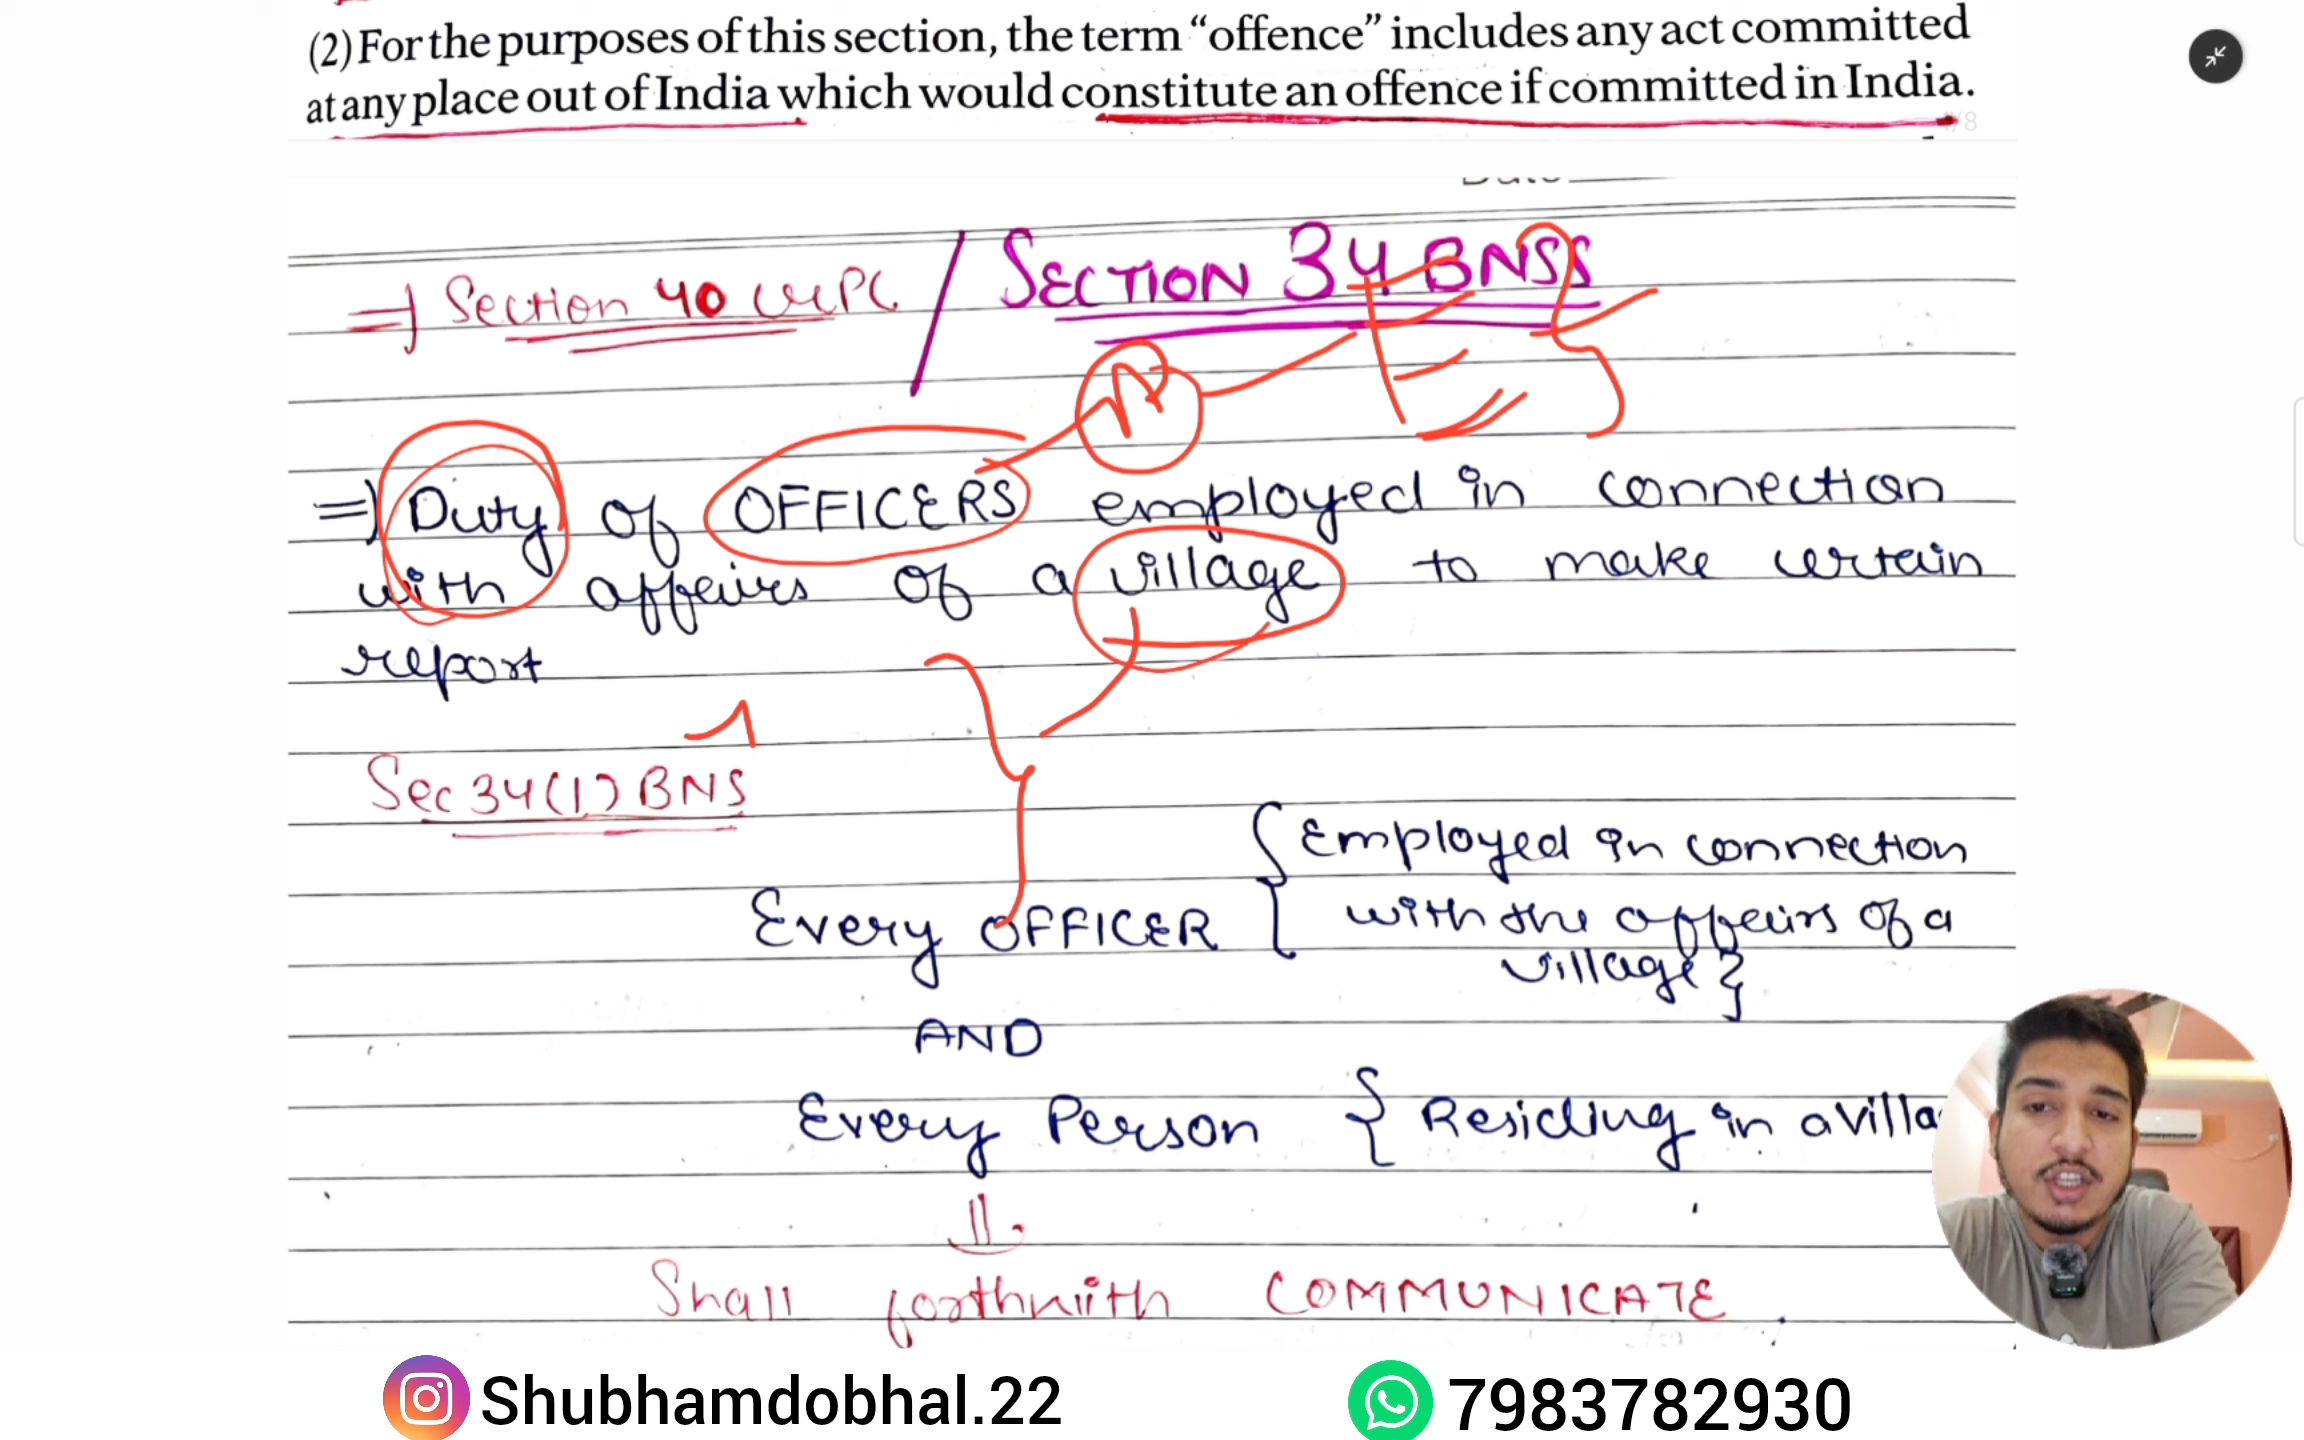 (2) For the purposes of this section, the term “offence” includes any act committed
at any place out of India which would constitute an offence if committed in India.
/8
⇒ Section 40 CrPC / SECTION 34 BNSS
⇒ Duty of OFFICERS employed in connection
with affairs of a village to make certain
report
Sec 34(1) BNS
Every OFFICER { Employed in connection
with the affairs of a
village }
AND
Every Person { Residing in a villa
⇓
Shall forthwith COMMUNICATE
Shubhamdobhal.22 7983782930